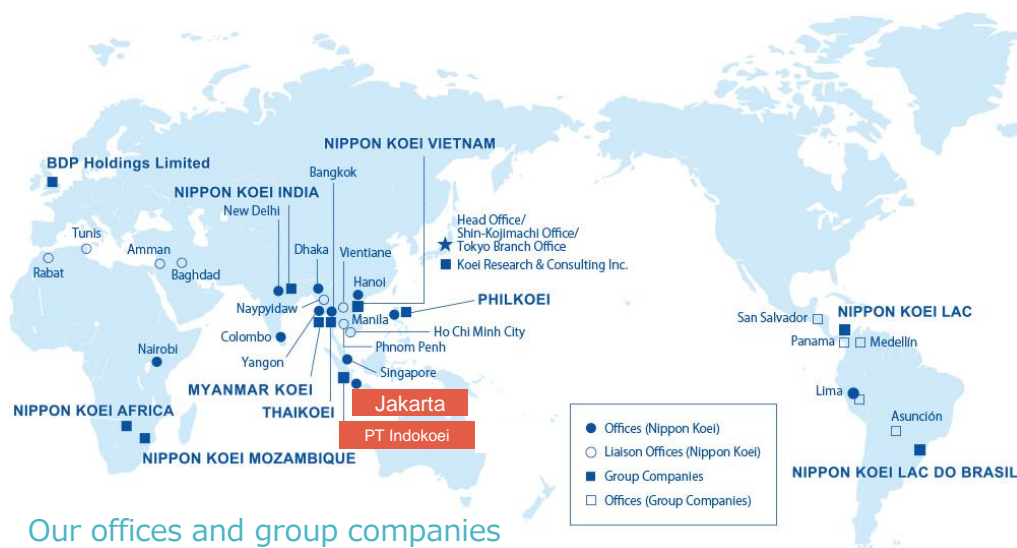 NIPPON KOEI VIETNAM
BDP Holdings Limited
Bangkok
NIPPON KOEI INDIA
New Delhi
Head Office/
Shin-Kojimachi Office/
Tokyo Branch Office
Koei Research & Consulting Inc.
Tunis
Amman
Dhaka
Vientiane
Rabat
Baghdad
Hanoi
Naypyidaw
Manila
PHILKOEI
San Salvador
NIPPON KOEI LAC
Colombo
Ho Chi Minh City
Panama
Medellín
Nairobi
Yangon
Phnom Penh
Singapore
MYANMAR KOEI
Lima
Jakarta
NIPPON KOEI AFRICA
THAIKOEI
Asunción
PT Indokoei
Offices (Nippon Koei)
Liaison Offices (Nippon Koei)
Group Companies
Offices (Group Companies)
NIPPON KOEI MOZAMBIQUE
NIPPON KOEI LAC DO BRASIL
Our offices and group companies